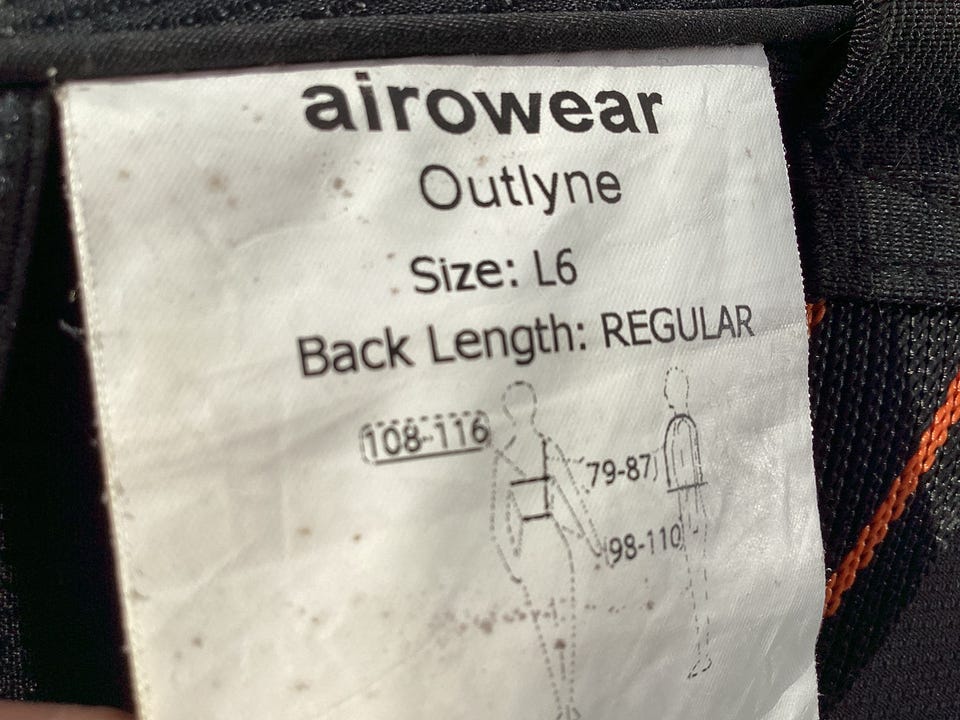 airowear
Outlyne
Size: L6
Back Length: REGULAR
108-116
79-87
98-110